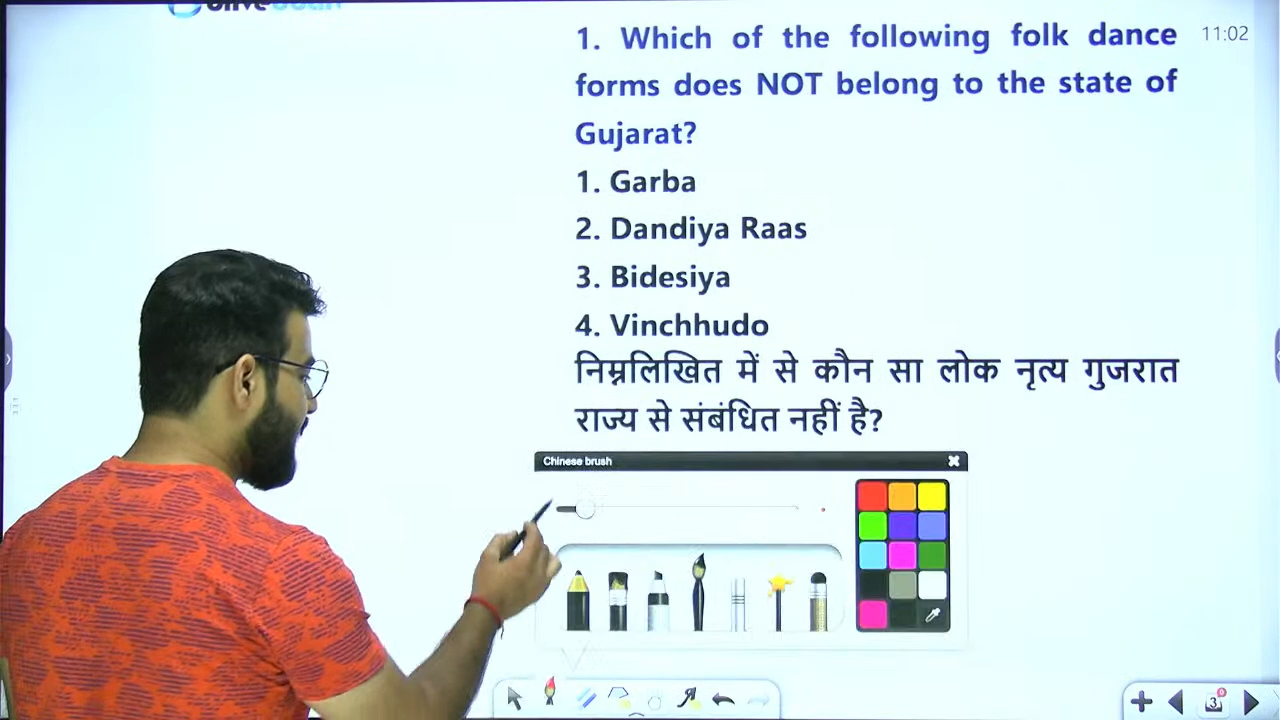 11:02
1. Which of the following folk dance
forms does NOT belong to the state of
Gujarat?
1. Garba
2. Dandiya Raas
3. Bidesiya
4. Vinchhudo
निम्नलिखित में से कौन सा लोक नृत्य गुजरात
राज्य से संबंधित नहीं है?
Chinese brush
3